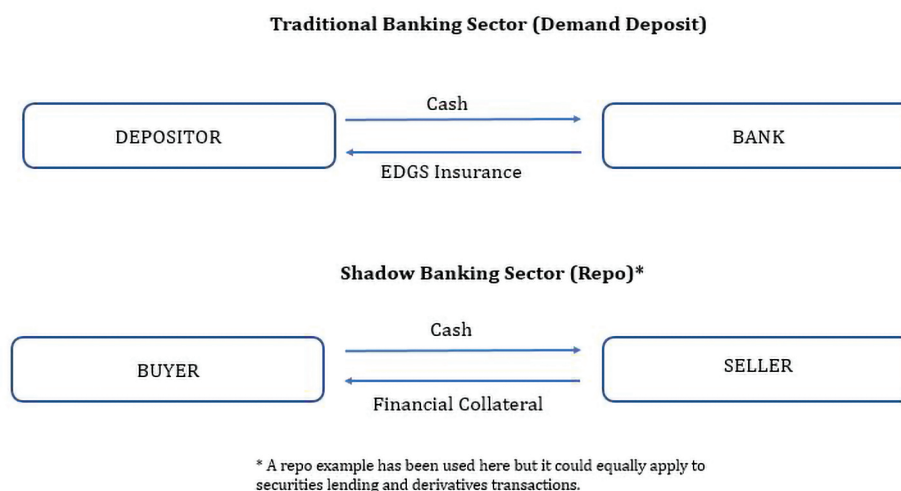 Traditional Banking Sector (Demand Deposit)
Cash
DEPOSITOR
BANK
EDGS Insurance
Shadow Banking Sector (Repo)*
Cash
BUYER
SELLER
Financial Collateral
* A repo example has been used here but it could equally apply to
securities lending and derivatives transactions.